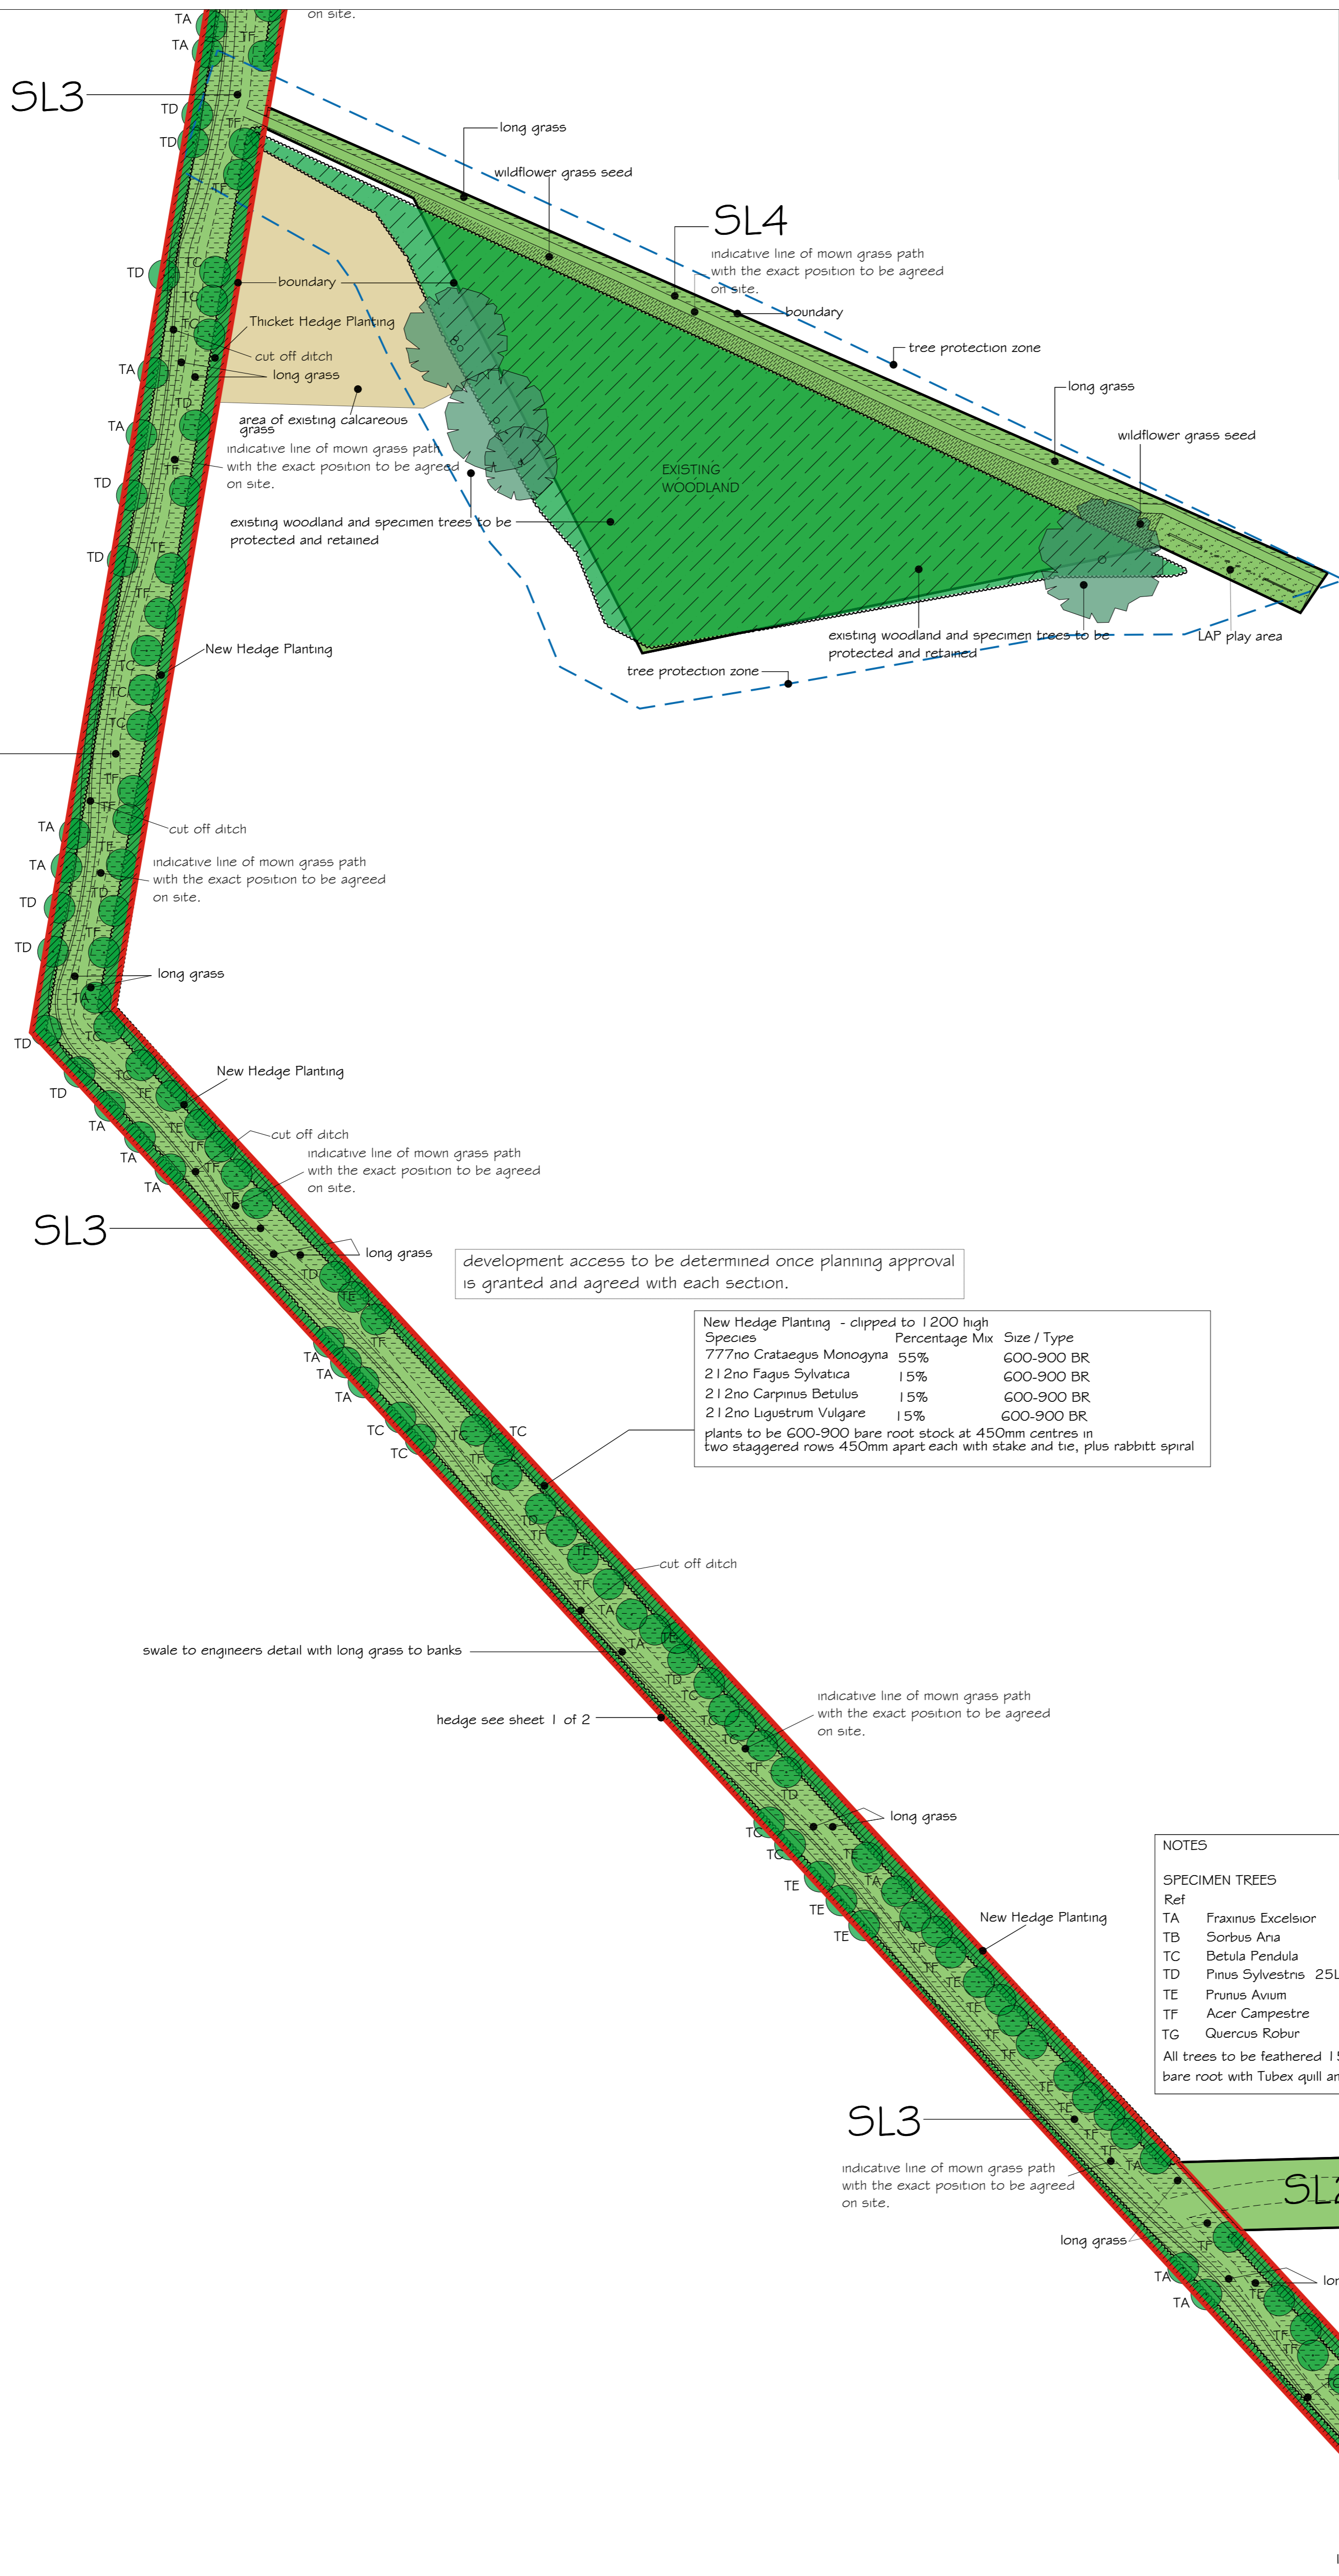 on site.
TA
TF
TA
SL3
TD
TF
TD
TF
long grass
wildflower grass seed
SL4
indicative line of mown grass path
with the exact position to be agreed
on site.
boundary
tree protection zone
long grass
wildflower grass seed
TC
TD
boundary
TC
Thicket Hedge Planting
TC
cut off ditch
long grass
TA
TD
area of existing calcareous
grass
TA
indicative line of mown grass path
with the exact position to be agreed
on site.
TF
TD
EXISTING
WOODLAND
existing woodland and specimen trees to be
protected and retained
TE
TD
TF
existing woodland and specimen trees to be
protected and retained
LAP play area
tree protection zone
New Hedge Planting
TC
TC
TC
TF
TF
TA
cut off ditch
TE
TA
indicative line of mown grass path
with the exact position to be agreed
on site.
TD
TD
TF
TD
long grass
TA
TC
TD
TC
New Hedge Planting
TD
TE
TA
TE
cut off ditch
TF
indicative line of mown grass path
with the exact position to be agreed
on site.
TA
TF
TA
TE
SL3
long grass
TD
TE
development access to be determined once planning approval
is granted and agreed with each section.
TF
TA
TA
TA
New Hedge Planting - clipped to 1200 high
Species Percentage Mix Size / Type
777no Crataegus Monogyna 55% 600-900 BR
212no Fagus Sylvatica 15% 600-900 BR
212no Carpinus Betulus 15% 600-900 BR
212no Ligustrum Vulgare 15% 600-900 BR
plants to be 600-900 bare root stock at 450mm centres in
two staggered rows 450mm apart each with stake and tie, plus rabbitt spiral
TC
TC
TC
TC
TF
TC
TD
TF
TE
cut off ditch
TF
TA
TA
TE
swale to engineers detail with long grass to banks
TD
TC
hedge see sheet 1 of 2
TC
indicative line of mown grass path
with the exact position to be agreed
on site.
TC
TF
TD
long grass
TC
TC
TE
TE
TA
TE
TE
New Hedge Planting
TA
TF
TF
TE
TE
TF
TF
NOTES
SPECIMEN TREES
Ref
TA Fraxinus Excelsior
TB Sorbus Aria
TC Betula Pendula
TD Pinus Sylvestris 25L
TE Prunus Avium
TF Acer Campestre
TG Quercus Robur
All trees to be feathered 15
bare root with Tubex quill an
TE
TE
SL3
TF
TF
TA
indicative line of mown grass path
with the exact position to be agreed
on site.
SL2
long grass
TF
TA
TE
lon
TA
TF
TF
TC